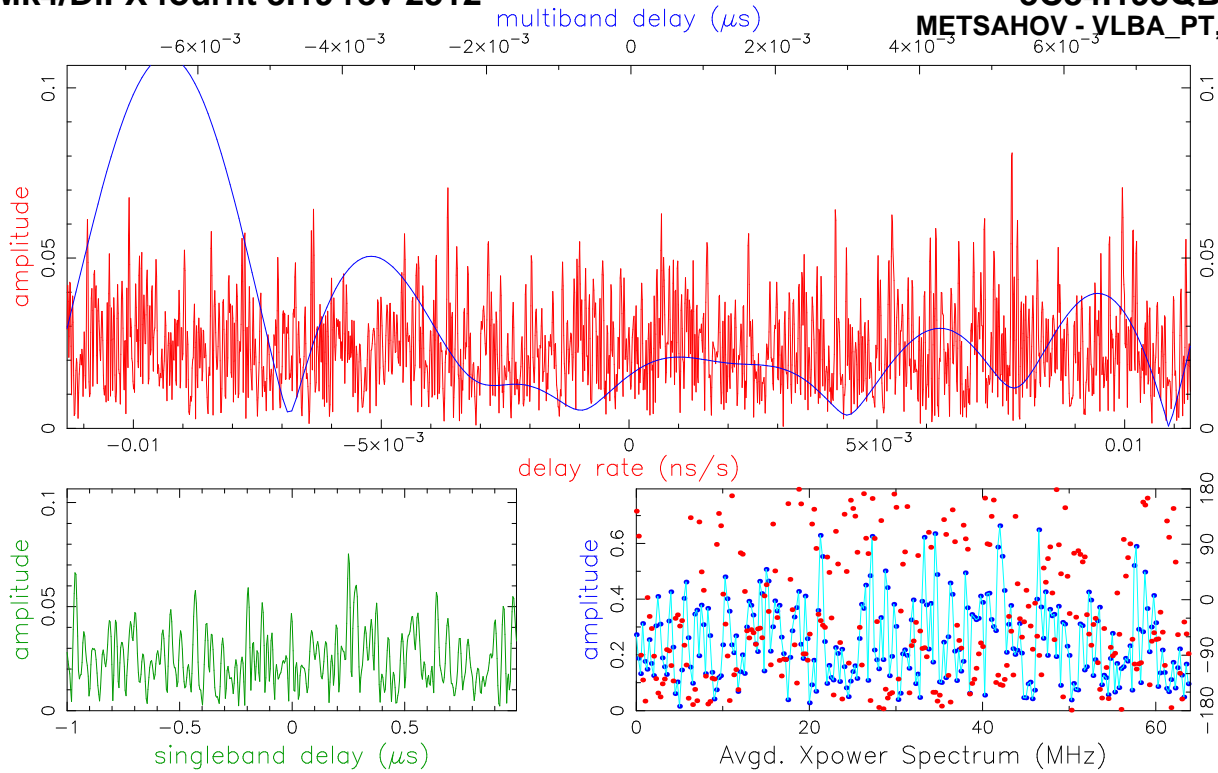 multiband delay (μs)
METSAHOV - VLBA_PT,
−6×10⁻³ −4×10⁻³ −2×10⁻³ 0 2×10⁻³ 4×10⁻³ 6×10⁻³
amplitude
0 0.05 0.1
0 0.05 0.1
−0.01 −5×10⁻³ 0 5×10⁻³ 0.01
delay rate (ns/s)
amplitude
0 0.05 0.1
−1 −0.5 0 0.5
singleband delay (μs)
amplitude
0 0.2 0.4 0.6
−180 −90 0 90 180
0 20 40 60
Avgd. Xpower Spectrum (MHz)